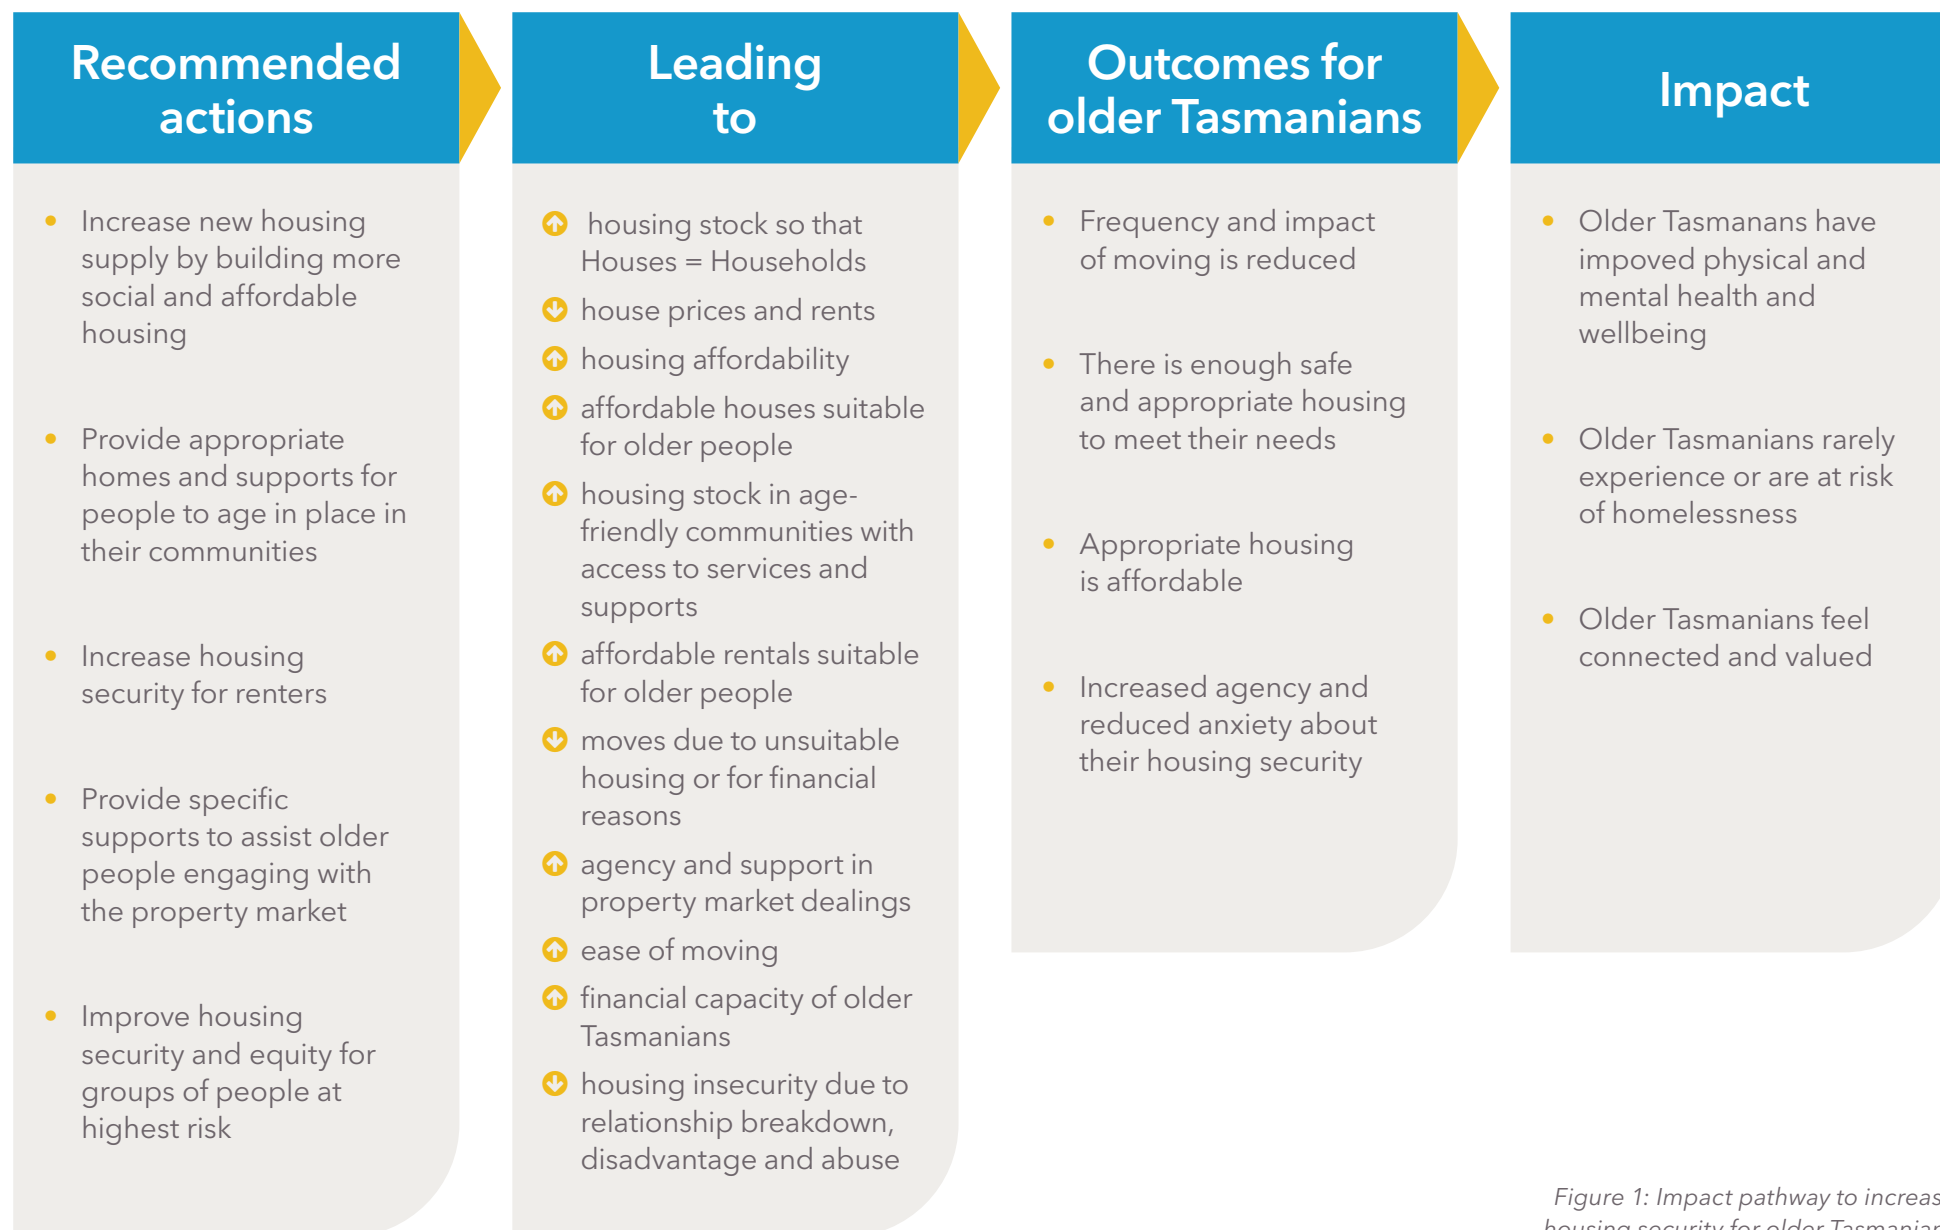 Recommended
actions
• Increase new housing
supply by building more
social and affordable
housing
• Provide appropriate
homes and supports for
people to age in place in
their communities
• Increase housing
security for renters
• Provide specific
supports to assist older
people engaging with
the property market
• Improve housing
security and equity for
groups of people at
highest risk
Leading
to
housing stock so that
Houses = Households
house prices and rents
housing affordability
affordable houses suitable
for older people
housing stock in age-
friendly communities with
access to services and
supports
affordable rentals suitable
for older people
moves due to unsuitable
housing or for financial
reasons
agency and support in
property market dealings
ease of moving
financial capacity of older
Tasmanians
housing insecurity due to
relationship breakdown,
disadvantage and abuse
Outcomes for
older Tasmanians
• Frequency and impact
of moving is reduced
• There is enough safe
and appropriate housing
to meet their needs
• Appropriate housing
is affordable
• Increased agency and
reduced anxiety about
their housing security
Impact
• Older Tasmanans have
impoved physical and
mental health and
wellbeing
• Older Tasmanians rarely
experience or are at risk
of homelessness
• Older Tasmanians feel
connected and valued
Figure 1: Impact pathway to increas
housing security for older Tasmanian